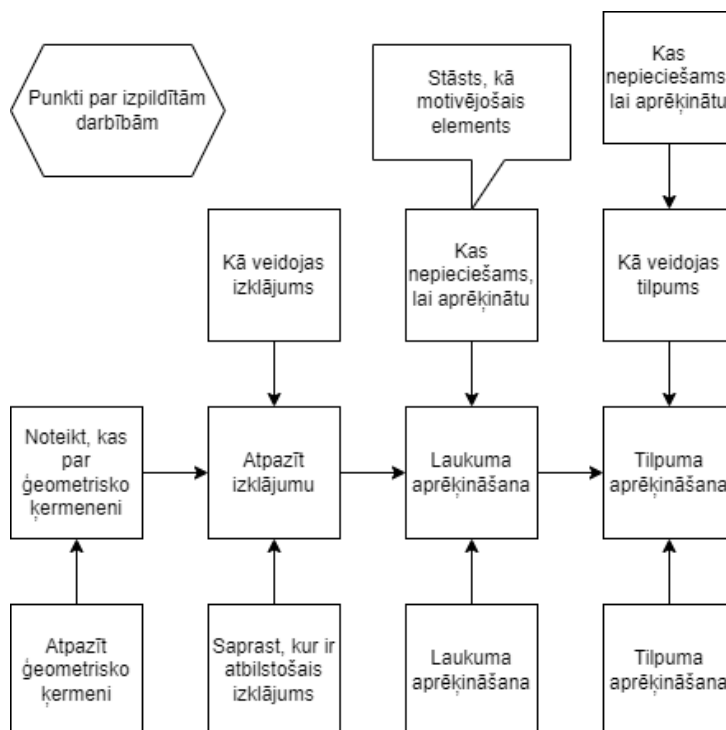 Punkti par izpildītām
darbībām
Stāsts, kā
motivējošais
elements
Kas
nepieciešams,
lai aprēķinātu
Kā veidojas
izklājums
Kas
nepieciešams,
lai aprēķinātu
Kā veidojas
tilpums
Noteikt, kas
par
ģeometrisko
ķermeneni
Atpazīt
izklājumu
Laukuma
aprēķināšana
Tilpuma
aprēķināšana
Atpazīt
ģeometrisko
ķermeni
Saprast, kur ir
atbilstošais
izklājums
Laukuma
aprēķināšana
Tilpuma
aprēķināšana